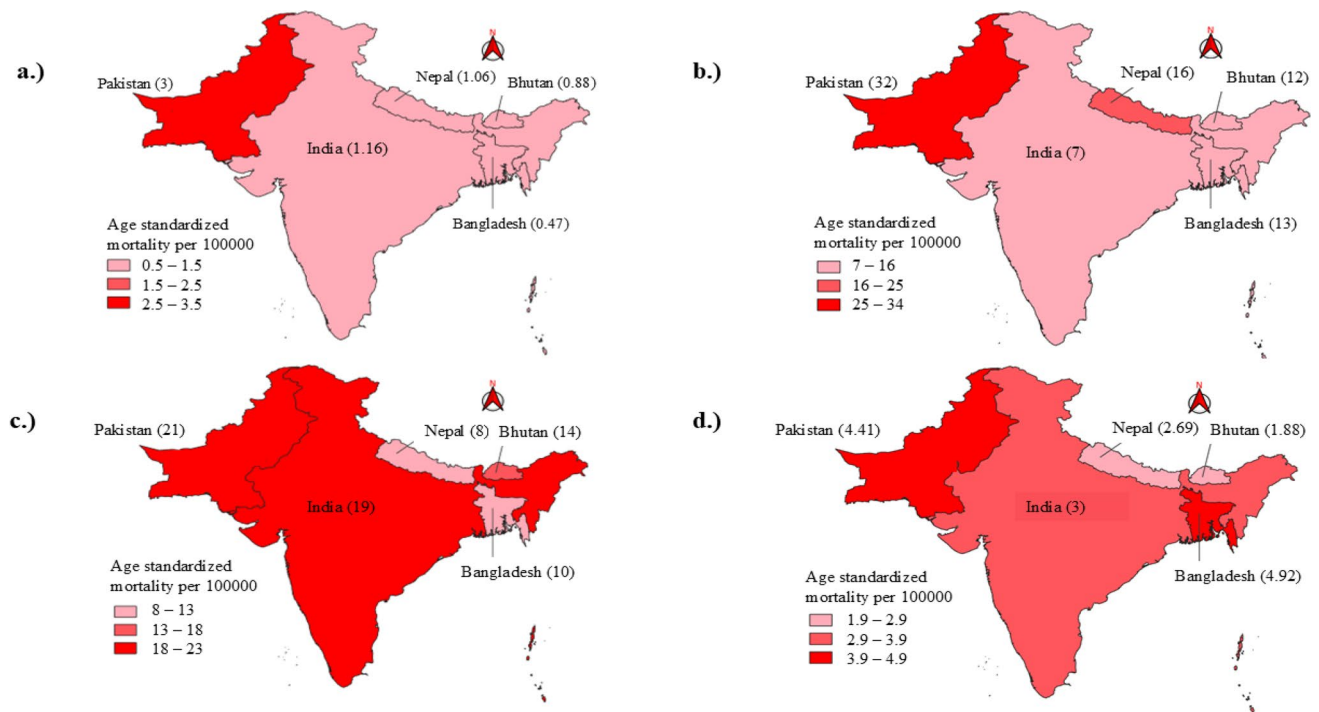 a.)
N
Pakistan (3)
Nepal (1.06)
Bhutan (0.88)
India (1.16)
Bangladesh (0.47)
Age standardized
mortality per 100000
0.5 – 1.5
1.5 – 2.5
2.5 – 3.5
b.)
N
Pakistan (32)
Nepal (16)
Bhutan (12)
India (7)
Bangladesh (13)
Age standardized
mortality per 100000
7 – 16
16 – 25
25 – 34
c.)
N
Pakistan (21)
Nepal (8)
Bhutan (14)
India (19)
Bangladesh (10)
Age standardized
mortality per 100000
8 – 13
13 – 18
18 – 23
d.)
N
Pakistan (4.41)
Nepal (2.69)
Bhutan (1.88)
India (3)
Bangladesh (4.92)
Age standardized
mortality per 100000
1.9 – 2.9
2.9 – 3.9
3.9 – 4.9